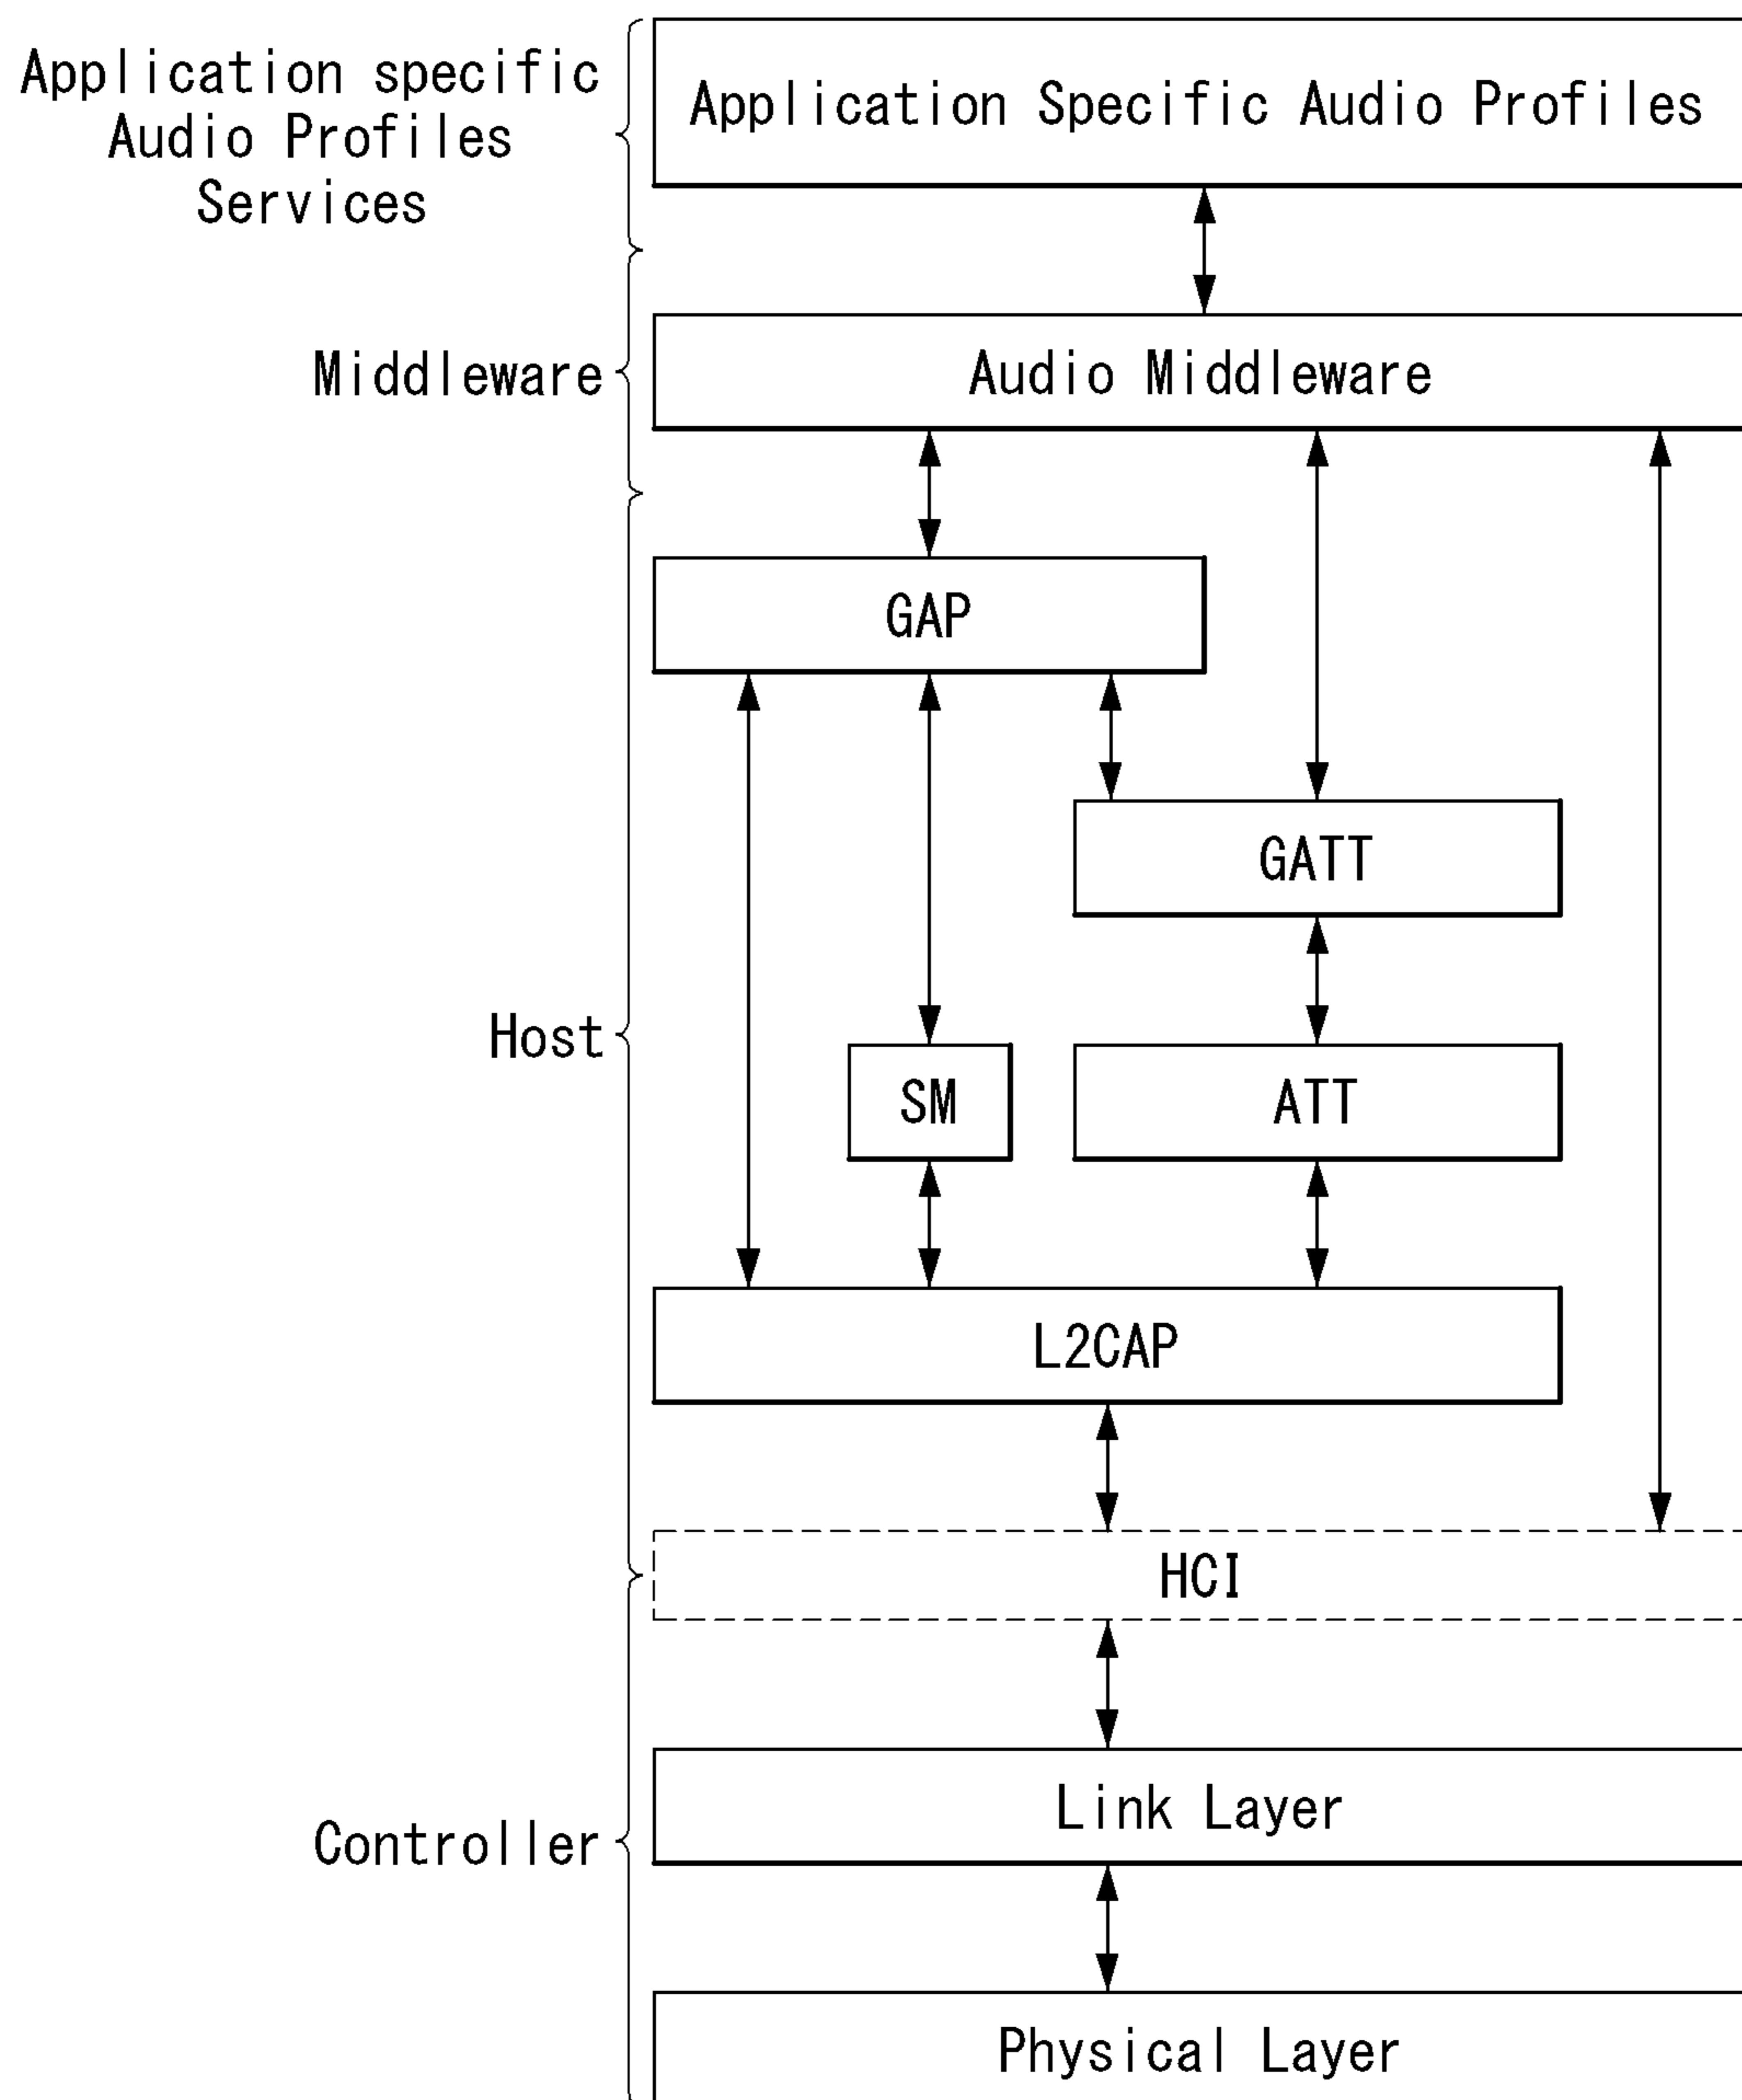 Application specific
Audio Profiles
Services
Application Specific Audio Profiles
Middleware
Audio Middleware
GAP
GATT
Host
SM
ATT
L2CAP
HCI
Link Layer
Controller
Physical Layer